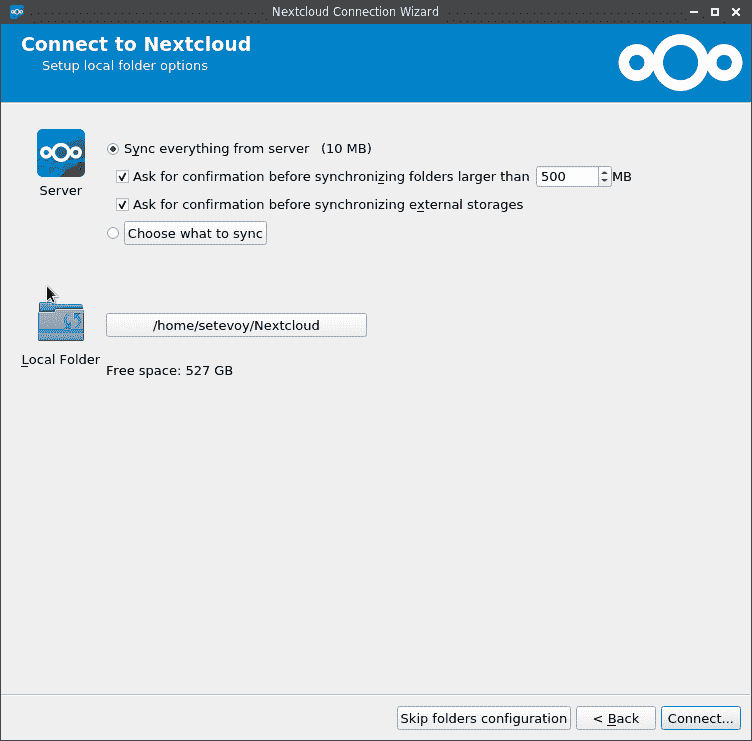 Nextcloud Connection Wizard
Connect to Nextcloud
Setup local folder options
Sync everything from server (10 MB)
Ask for confirmation before synchronizing folders larger than 500 MB
Server
Ask for confirmation before synchronizing external storages
Choose what to sync
/home/setevoy/Nextcloud
Local Folder
Free space: 527 GB
Skip folders configuration < Back Connect...